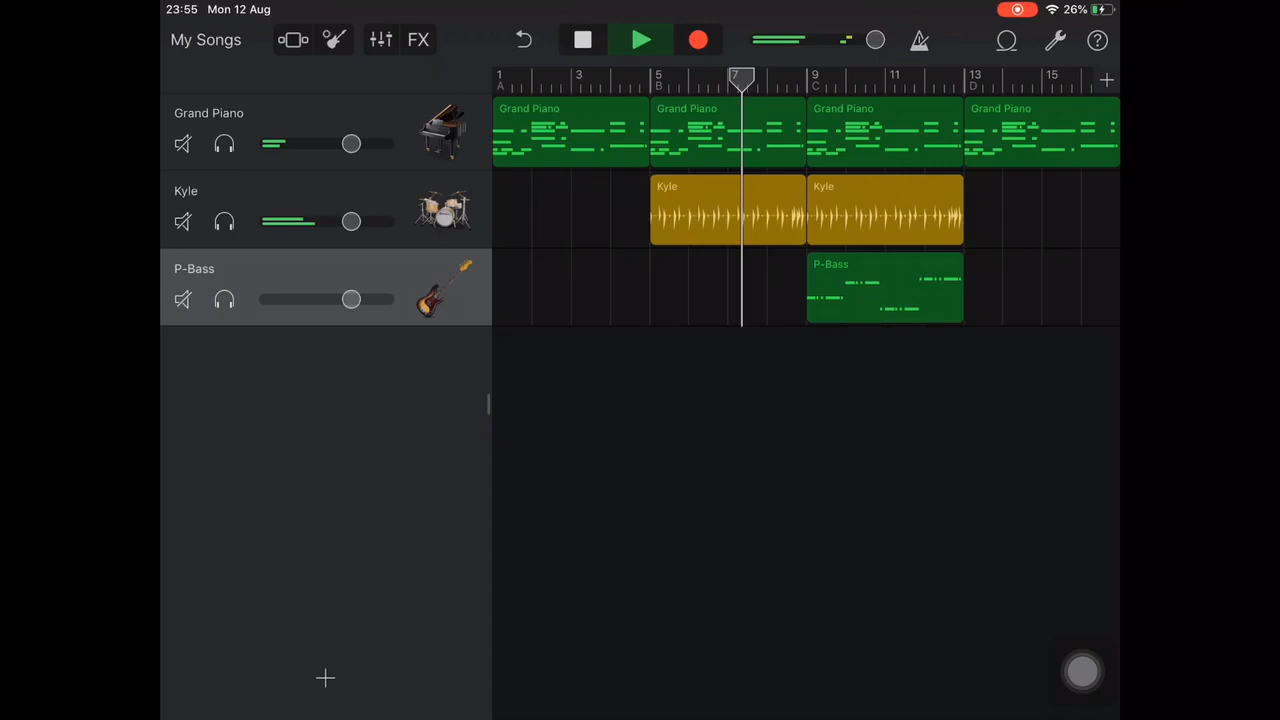 23:55 Mon 12 Aug 26%
My Songs FX
1 3 5 7 9 11 13 15
A B C D
Grand Piano Grand Piano Grand Piano Grand Piano Grand Piano
Kyle Kyle Kyle
P-Bass P-Bass